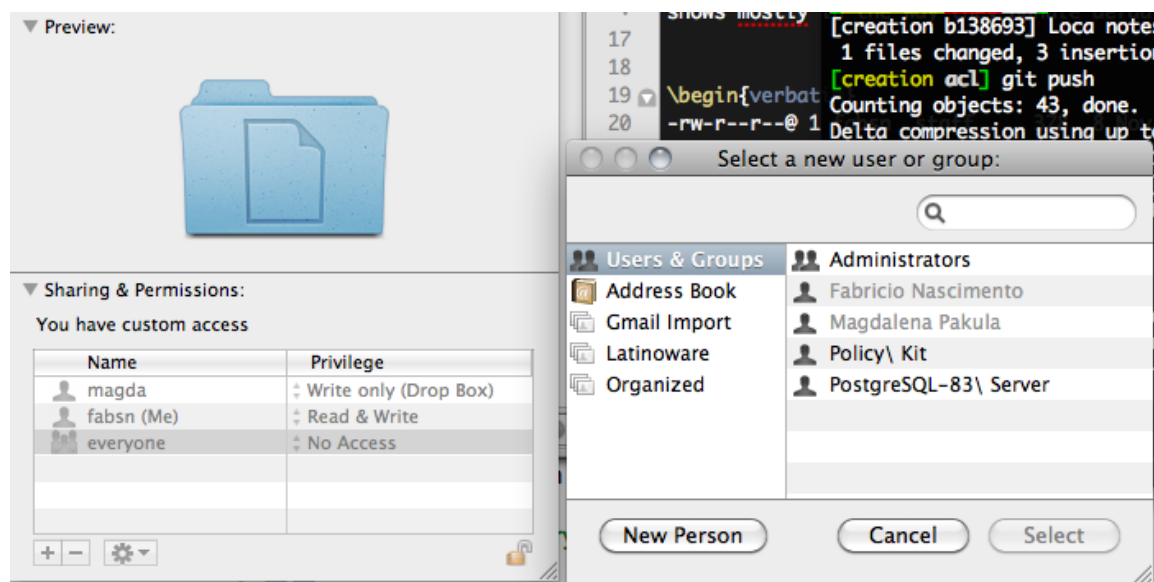 Preview:
Sharing & Permissions:
You have custom access
Name Privilege
magda Write only (Drop Box)
fabsn (Me) Read & Write
everyone No Access
shows mostly
17
18
19 \begin{verbat
20 -rw-r--r--@ 1
[creation b138693] Loca notes
1 files changed, 3 insertion
[creation acl] git push
Counting objects: 43, done.
Delta compression using up to
Select a new user or group:
Users & Groups
Address Book
Gmail Import
Latinoware
Organized
Administrators
Fabricio Nascimento
Magdalena Pakula
Policy\ Kit
PostgreSQL-83\ Server
New Person Cancel Select